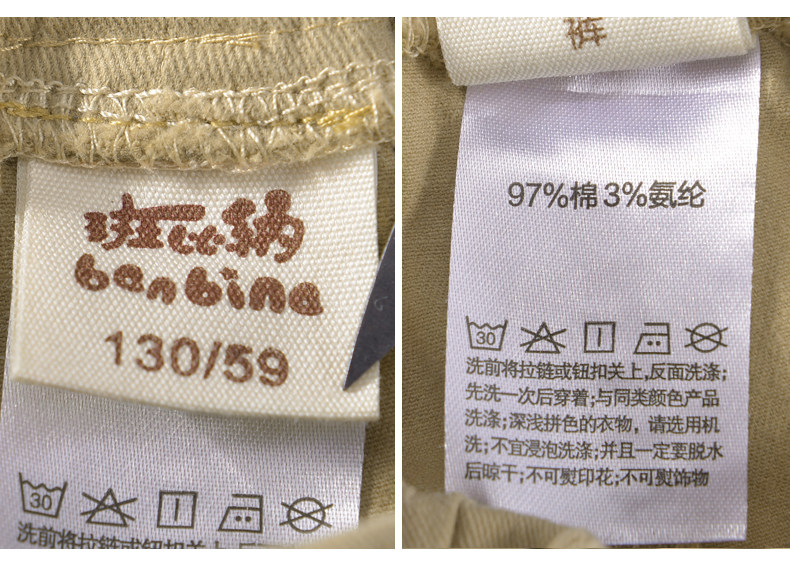 班比纳
banbina
130/59
30
洗前将拉链或钮扣关上,反面
裤
97%棉 3%氨纶
30
洗前将拉链或钮扣关上,反面洗涤;
先洗一次后穿着;与同类颜色产品
洗涤;深浅拼色的衣物，请选用机
洗;不宜浸泡洗涤;并且一定要脱水
后晾干;不可熨印花;不可熨饰物